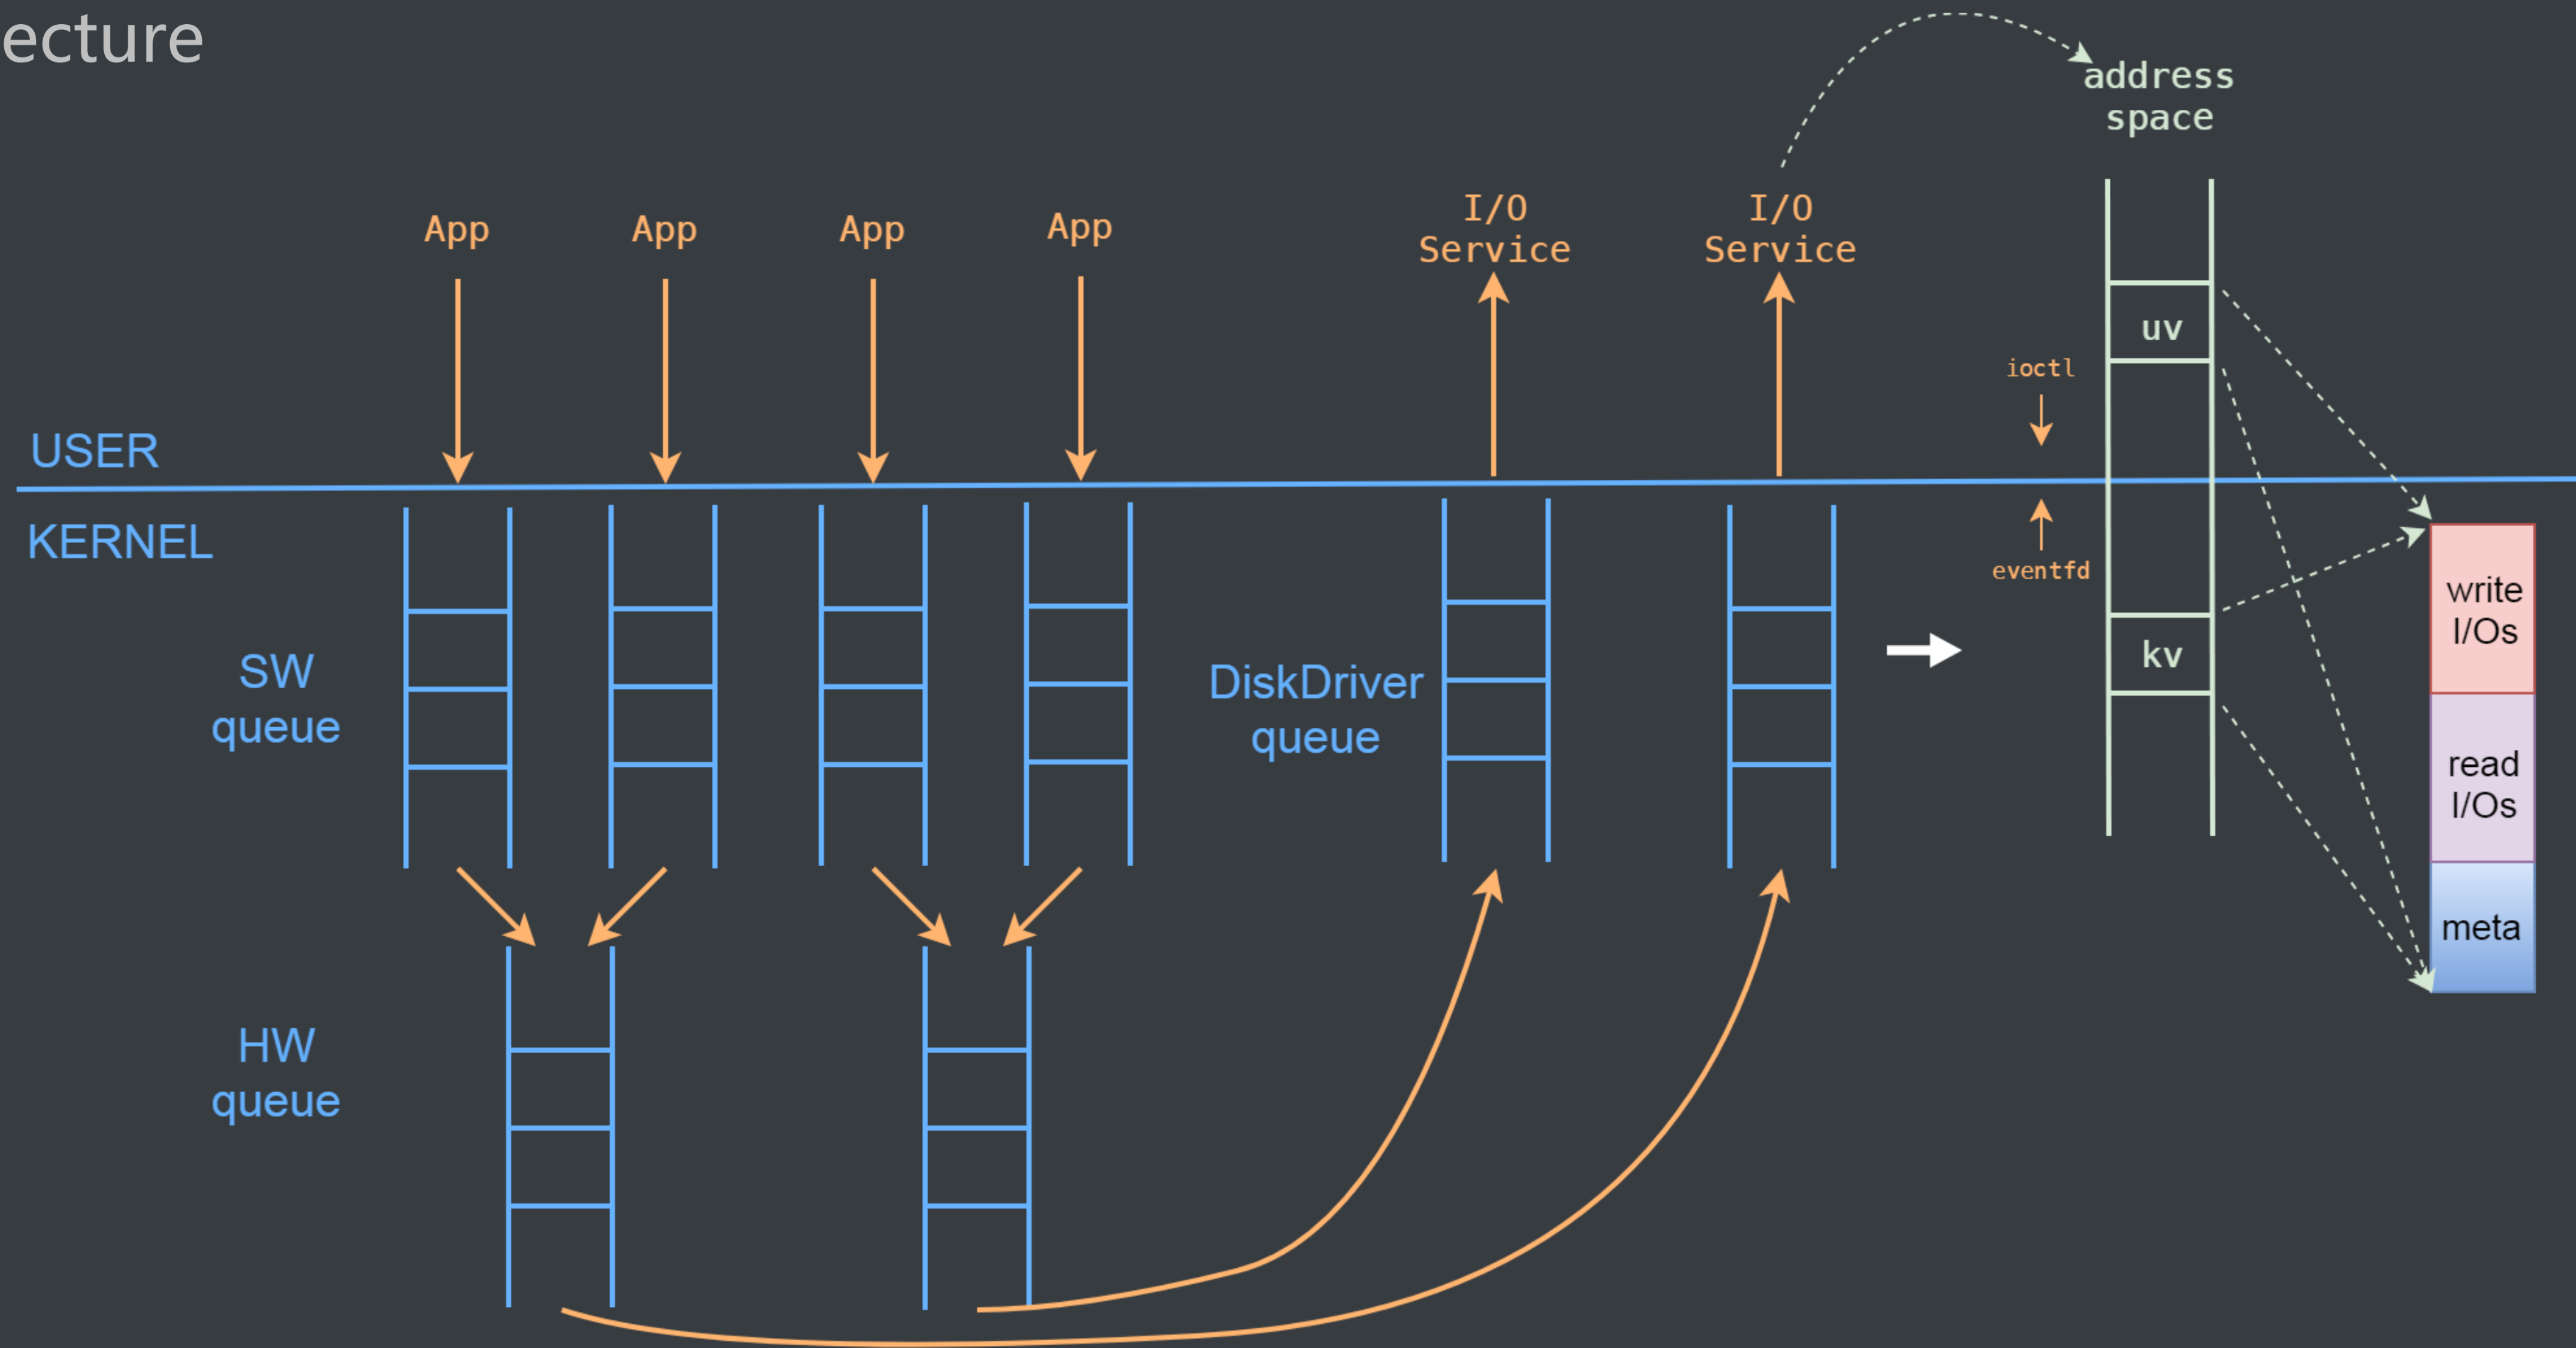 ecture
address
space
App
App
App
App
I/O
Service
I/O
Service
uv
ioctl
USER
KERNEL
eventfd
write
I/Os
SW
queue
DiskDriver
queue
kv
read
I/Os
meta
HW
queue